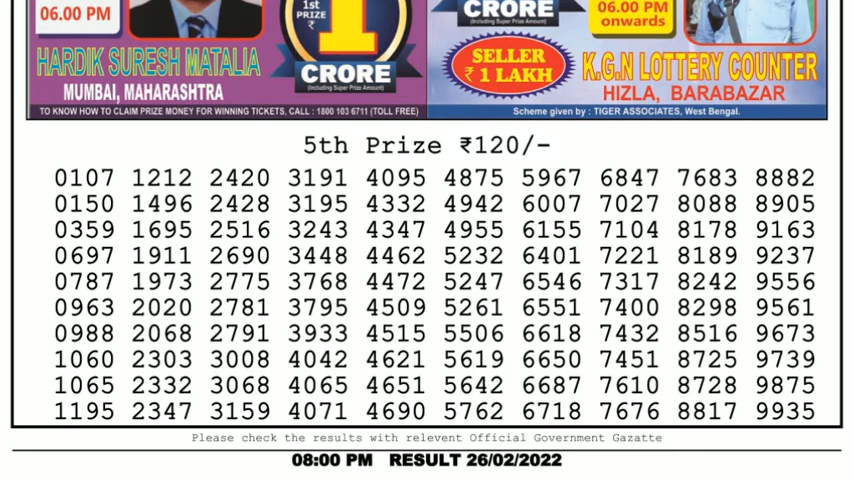 06.00 PM
HARDIK SURESH MATALIA
MUMBAI, MAHARASHTRA
1st
PRIZE
₹
1
CRORE
(Including Super Prize Amount)
TO KNOW HOW TO CLAIM PRIZE MONEY FOR WINNING TICKETS, CALL : 1800 103 6711 (TOLL FREE)
CRORE
(Including Super Prize Amount)
06.00 PM
onwards
SELLER
₹ 1 LAKH
K.G.N LOTTERY COUNTER
HIZLA, BARABAZAR
Scheme given by : TIGER ASSOCIATES, West Bengal.
5th Prize ₹120/-
0107 1212 2420 3191 4095 4875 5967 6847 7683 8882
0150 1496 2428 3195 4332 4942 6007 7027 8088 8905
0359 1695 2516 3243 4347 4955 6155 7104 8178 9163
0697 1911 2690 3448 4462 5232 6401 7221 8189 9237
0787 1973 2775 3768 4472 5247 6546 7317 8242 9556
0963 2020 2781 3795 4509 5261 6551 7400 8298 9561
0988 2068 2791 3933 4515 5506 6618 7432 8516 9673
1060 2303 3008 4042 4621 5619 6650 7451 8725 9739
1065 2332 3068 4065 4651 5642 6687 7610 8728 9875
1195 2347 3159 4071 4690 5762 6718 7676 8817 9935
Please check the results with relevent Official Government Gazatte
08:00 PM RESULT 26/02/2022